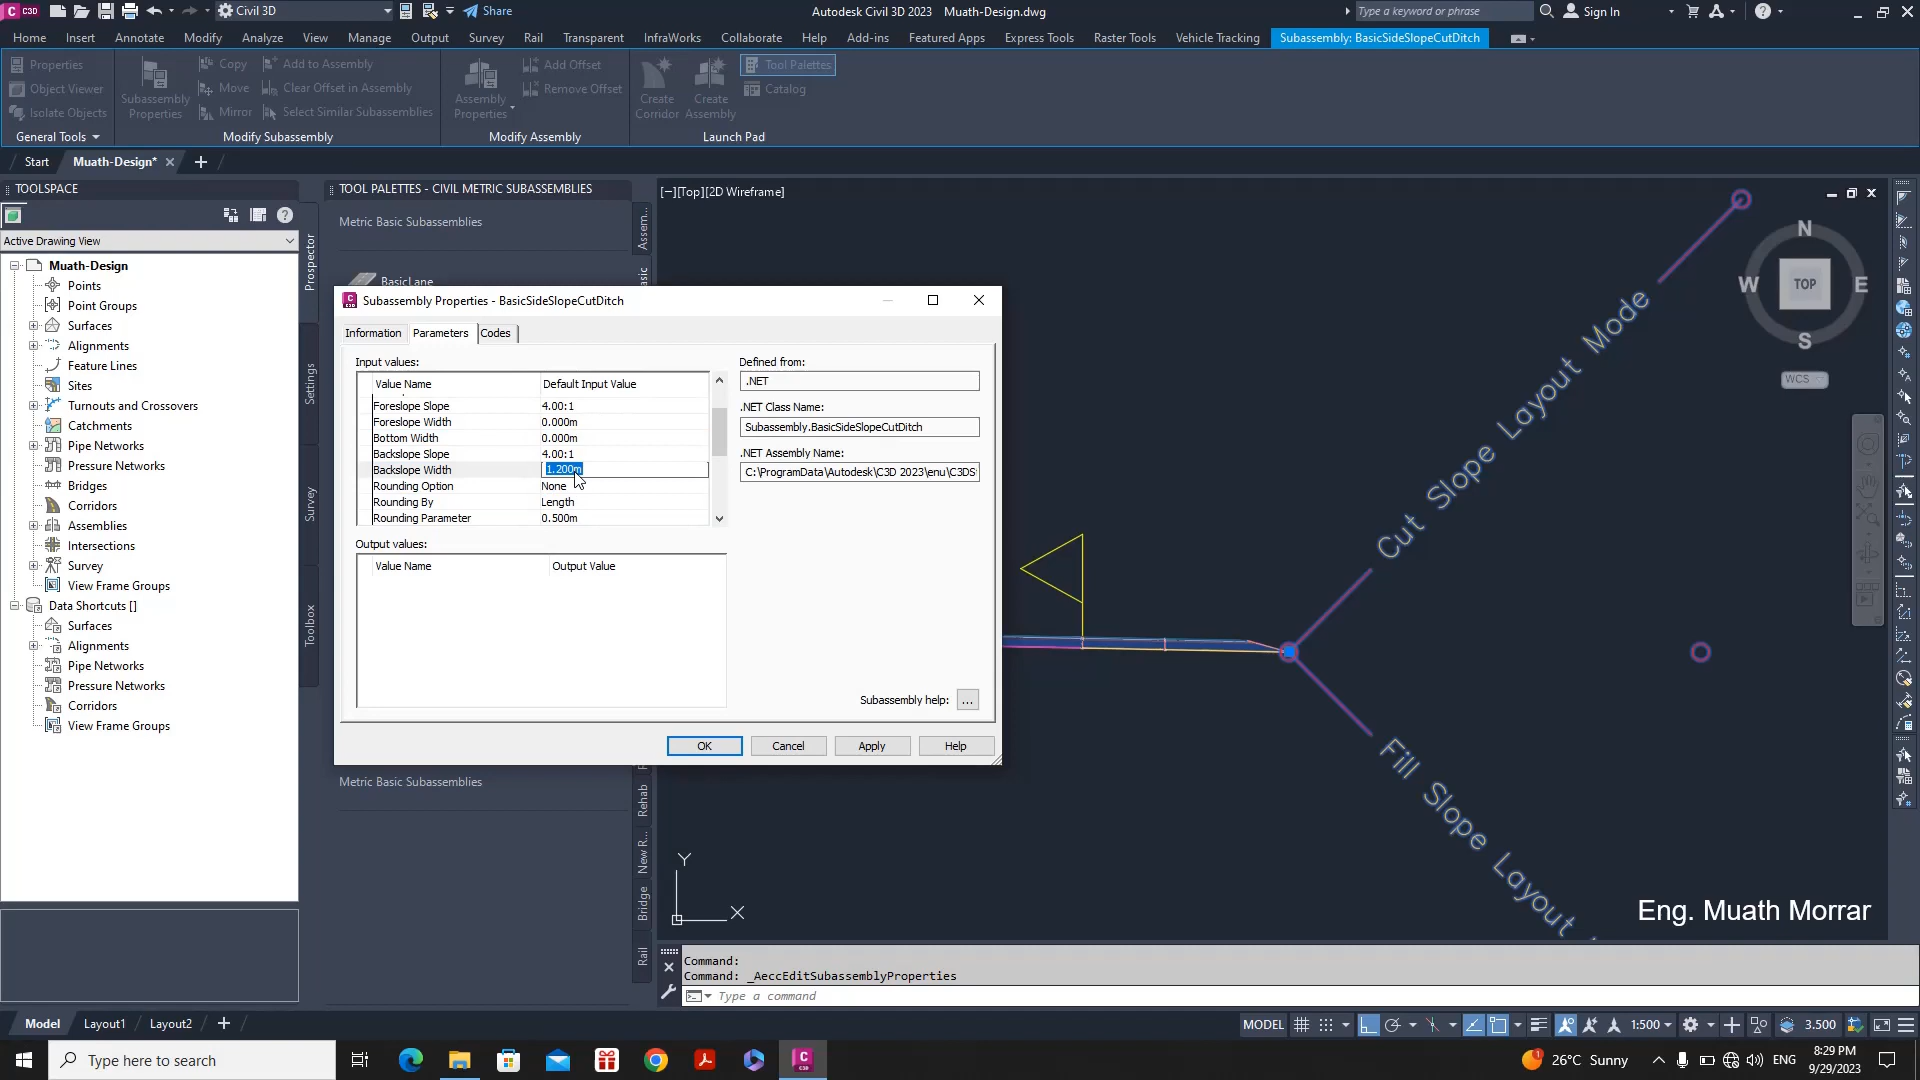 C3D
Civil 3D
Share
Autodesk Civil 3D 2023 Muath-Design.dwg
Type a keyword or phrase
Sign In
Home Insert Annotate Modify Analyze View Manage Output Survey Rail Transparent InfraWorks Collaborate Help Add-ins Featured Apps Express Tools Raster Tools Vehicle Tracking Subassembly: BasicSideSlopeCutDitch
Properties
Object Viewer
Isolate Objects
General Tools
Subassembly
Properties
Copy
Move
Mirror
Add to Assembly
Clear Offset in Assembly
Select Similar Subassemblies
Modify Subassembly
Assembly
Properties
Add Offset
Remove Offset
Modify Assembly
Create
Corridor
Create
Assembly
Tool Palettes
Catalog
Launch Pad
Start
Muath-Design*
TOOLSPACE
Active Drawing View
Muath-Design
Points
Point Groups
Surfaces
Alignments
Feature Lines
Sites
Turnouts and Crossovers
Catchments
Pipe Networks
Pressure Networks
Bridges
Corridors
Assemblies
Intersections
Survey
View Frame Groups
Data Shortcuts []
Surfaces
Alignments
Pipe Networks
Pressure Networks
Corridors
View Frame Groups
Prospector
Settings
Survey
Toolbox
TOOL PALETTES - CIVIL METRIC SUBASSEMBLIES
Metric Basic Subassemblies
BasicLane
Metric Basic Subassemblies
Assem...
Rehab
New R...
Bridge
Rail
Subassembly Properties - BasicSideSlopeCutDitch
Information
Parameters
Codes
Input values:
Value Name Default Input Value
Foreslope Slope 4.00:1
Foreslope Width 0.000m
Bottom Width 0.000m
Backslope Slope 4.00:1
Backslope Width 1.200m
Rounding Option None
Rounding By Length
Rounding Parameter 0.500m
Output values:
Value Name Output Value
Defined from:
.NET
.NET Class Name:
Subassembly.BasicSideSlopeCutDitch
.NET Assembly Name:
C:\ProgramData\Autodesk\C3D 2023\enu\C3DS
Subassembly help:
...
OK
Cancel
Apply
Help
[−][Top][2D Wireframe]
N
W
TOP
E
S
WCS
Cut Slope Layout Mode
Fill Slope Layout
Y
X
Eng. Muath Morrar
Command:
Command: _AeccEditSubassemblyProperties
Type a command
Model
Layout1
Layout2
MODEL
1:500
3.500
Type here to search
26°C Sunny
ENG
8:29 PM
9/29/2023